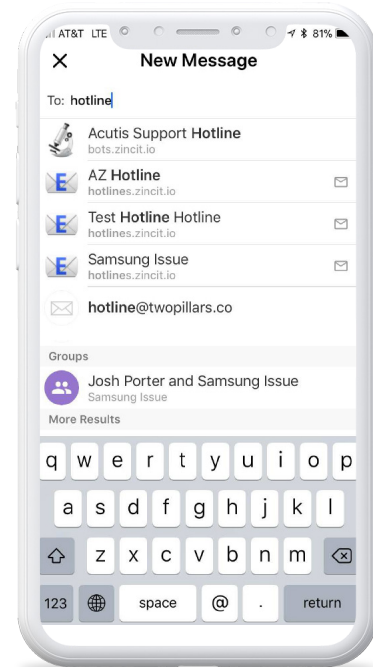 AT&T LTE 81%
New Message
To: hotline
Acutis Support Hotline
bots.zincit.io
E
AZ Hotline
hotlines.zincit.io
E
Test Hotline Hotline
hotlines.zincit.io
E
Samsung Issue
hotlines.zincit.io
hotline@twopillars.co
Groups
Josh Porter and Samsung Issue
Samsung Issue
More Results
q w e r t y u i o p
a s d f g h j k l
z x c v b n m
123 space @ . return